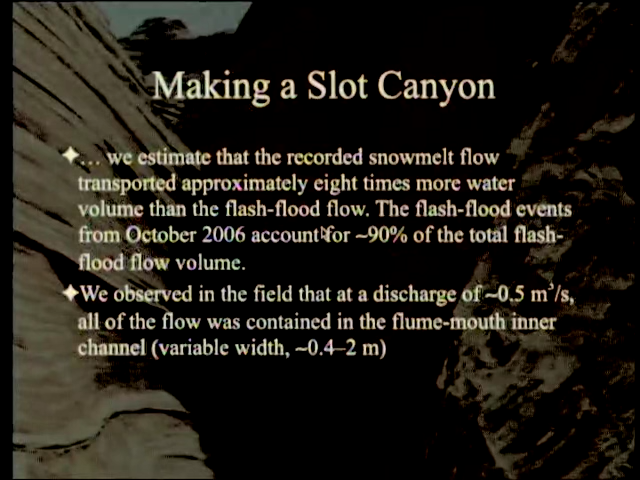 Making a Slot Canyon
✦… we estimate that the recorded snowmelt flow
transported approximately eight times more water
volume than the flash-flood flow. The flash-flood events
from October 2006 account for ~90% of the total flash-
flood flow volume.
✦We observed in the field that at a discharge of ~0.5 m³/s,
all of the flow was contained in the flume-mouth inner
channel (variable width, ~0.4–2 m)